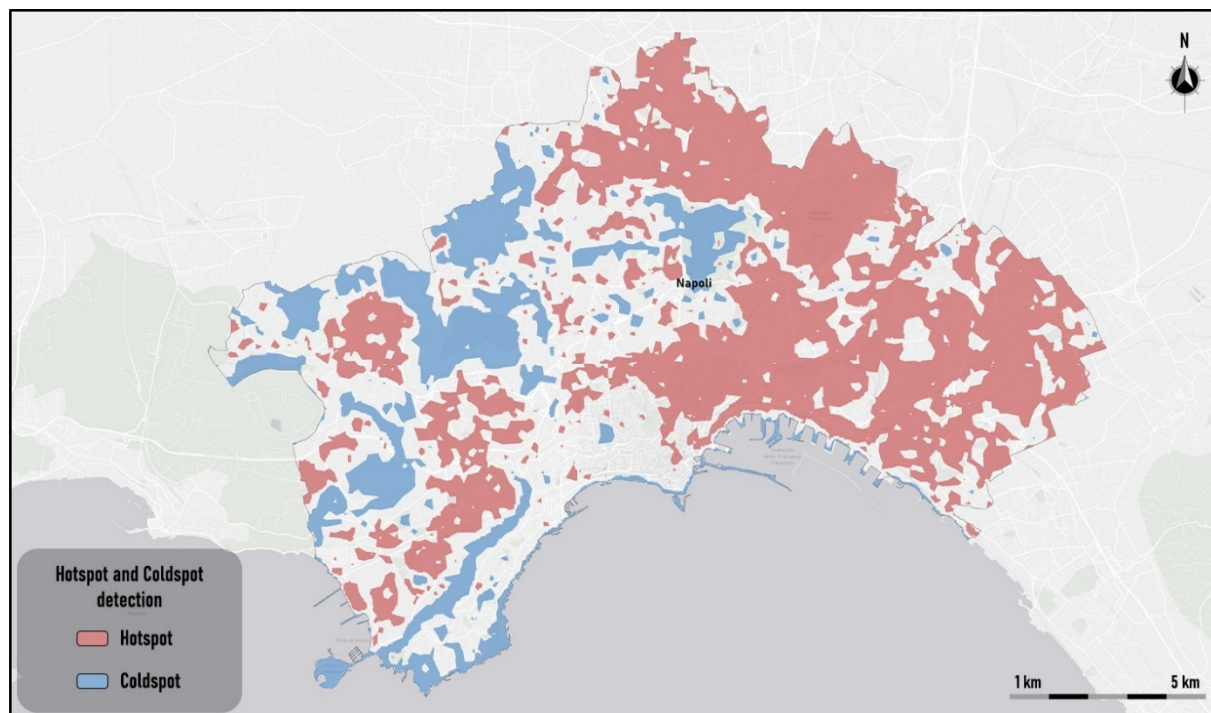 N
Napoli
Hotspot and Coldspot
detection
Hotspot
Coldspot
1 km
5 km